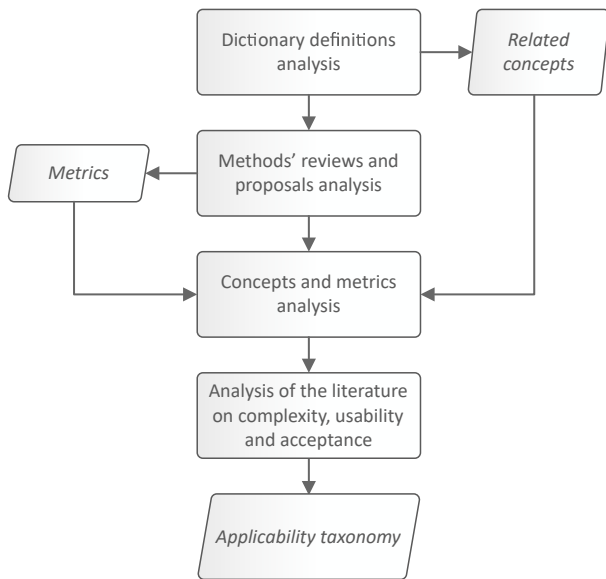 Dictionary definitions
analysis
Related
concepts
Methods' reviews and
proposals analysis
Metrics
Concepts and metrics
analysis
Analysis of the literature
on complexity, usability
and acceptance
Applicability taxonomy